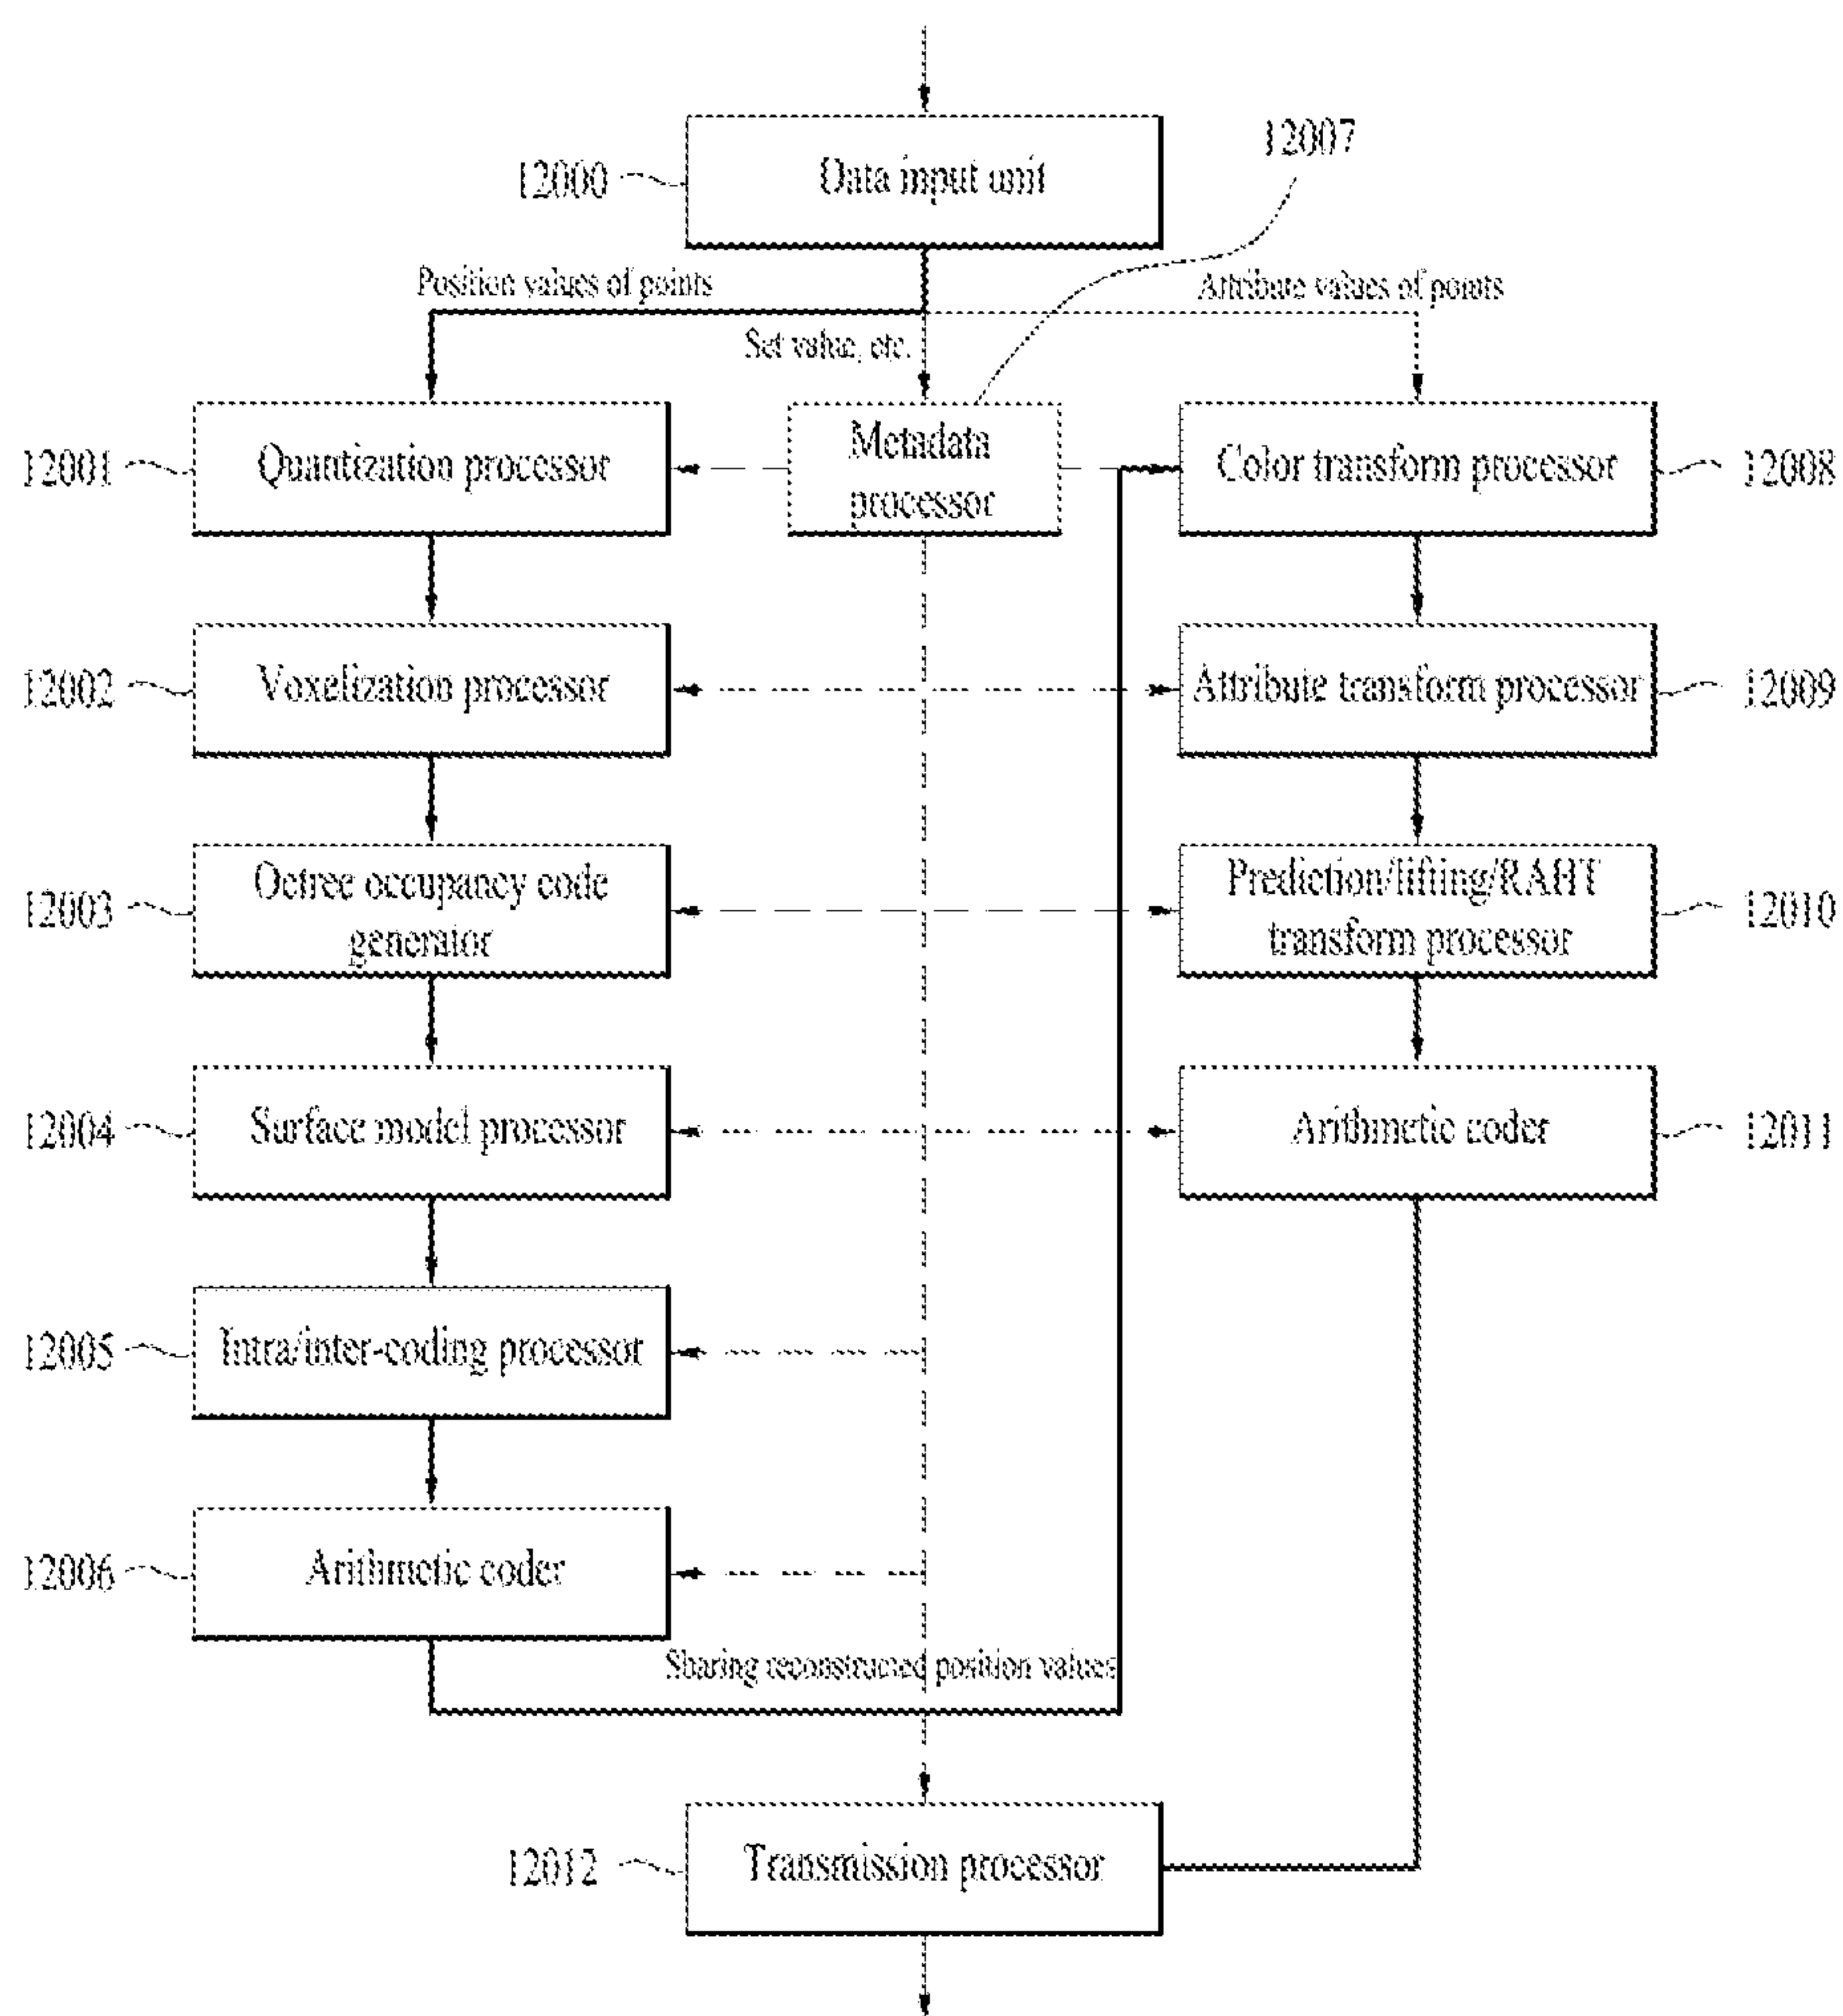 12000
Data input unit
12007
Position values of points
Attribute values of points
Set value, etc.
12001
Quantization processor
Metadata
processor
Color transform processor
12008
12002
Voxelization processor
Attribute transform processor
12009
12003
Octree occupancy code
generator
Prediction/lifting/RAHT
transform processor
12010
12004
Surface model processor
Arithmetic coder
12011
12005
Intra/inter-coding processor
12006
Arithmetic coder
Sharing reconstructed position values
12012
Transmission processor